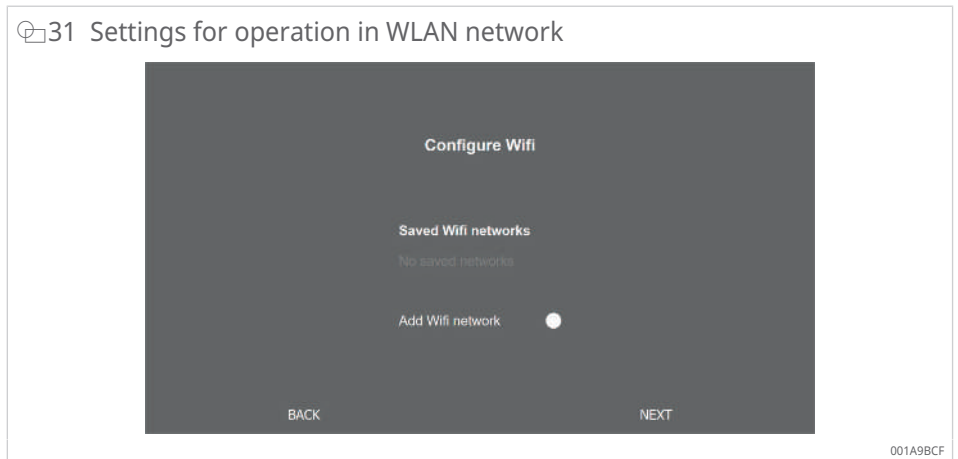 31 Settings for operation in WLAN network
Configure Wifi
Saved Wifi networks
No saved networks
Add Wifi network
BACK NEXT
001A9BCF